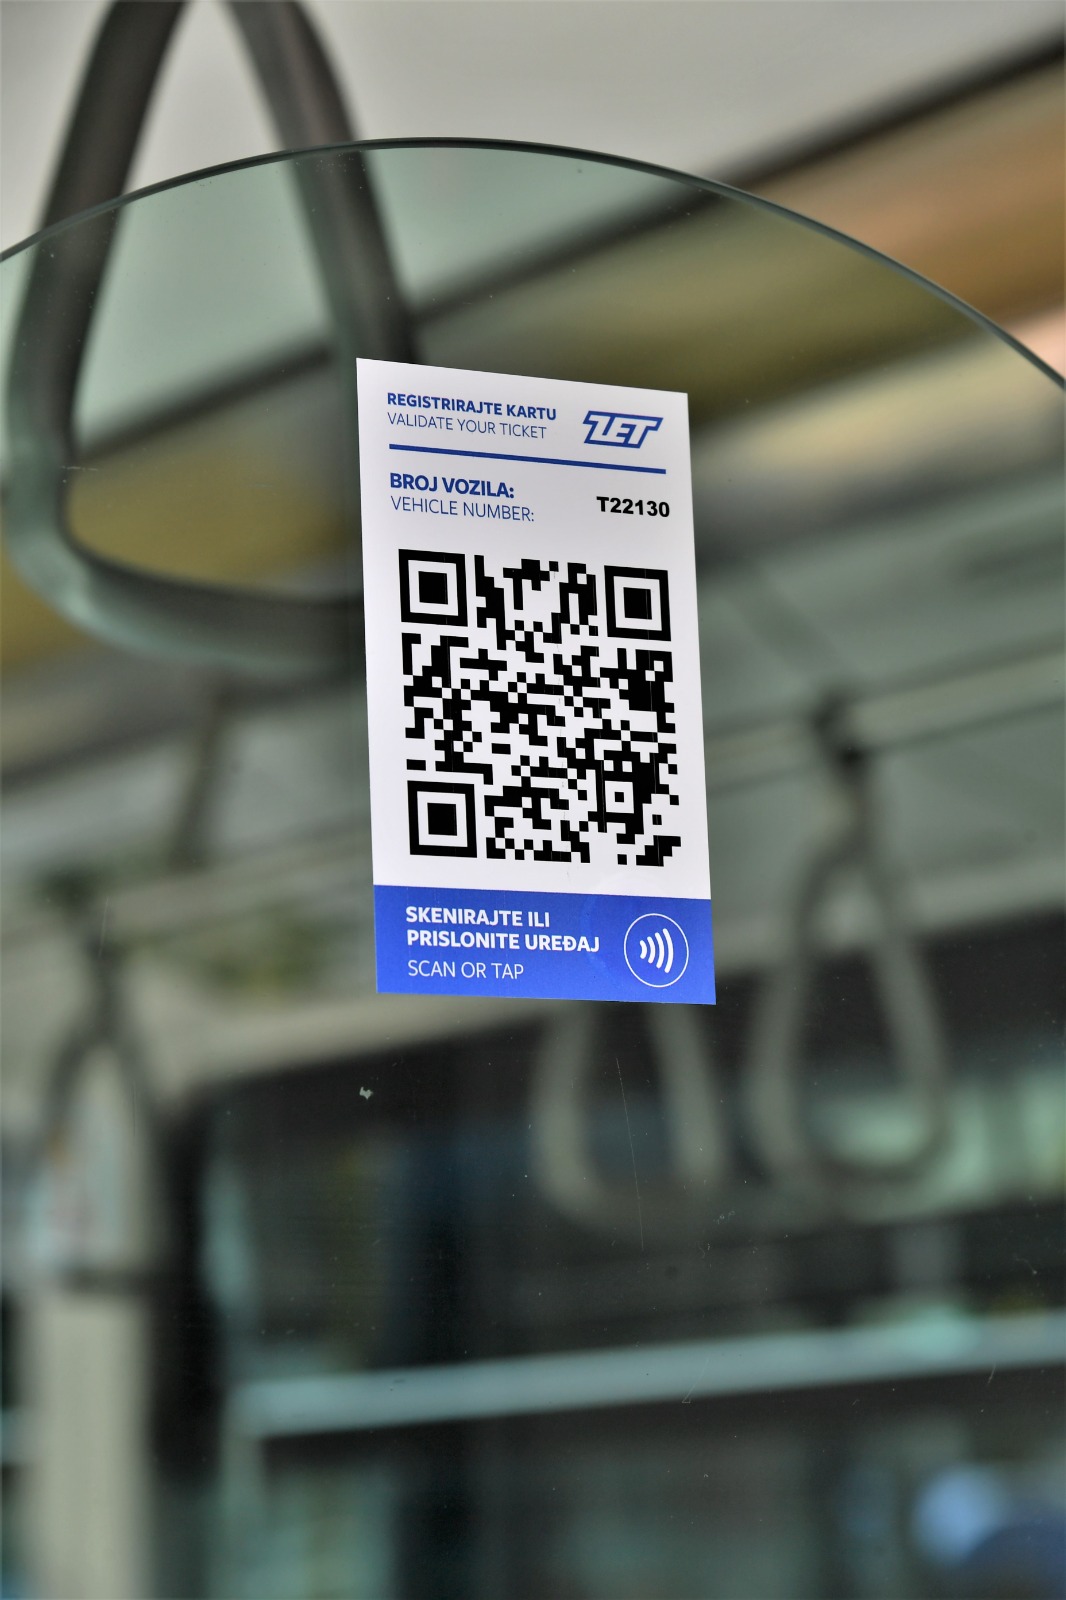 REGISTRIRAJTE KARTU
VALIDATE YOUR TICKET
ZET
BROJ VOZILA:
VEHICLE NUMBER:
T22130
SKENIRAJTE ILI
PRISLONITE UREĐAJ
SCAN OR TAP